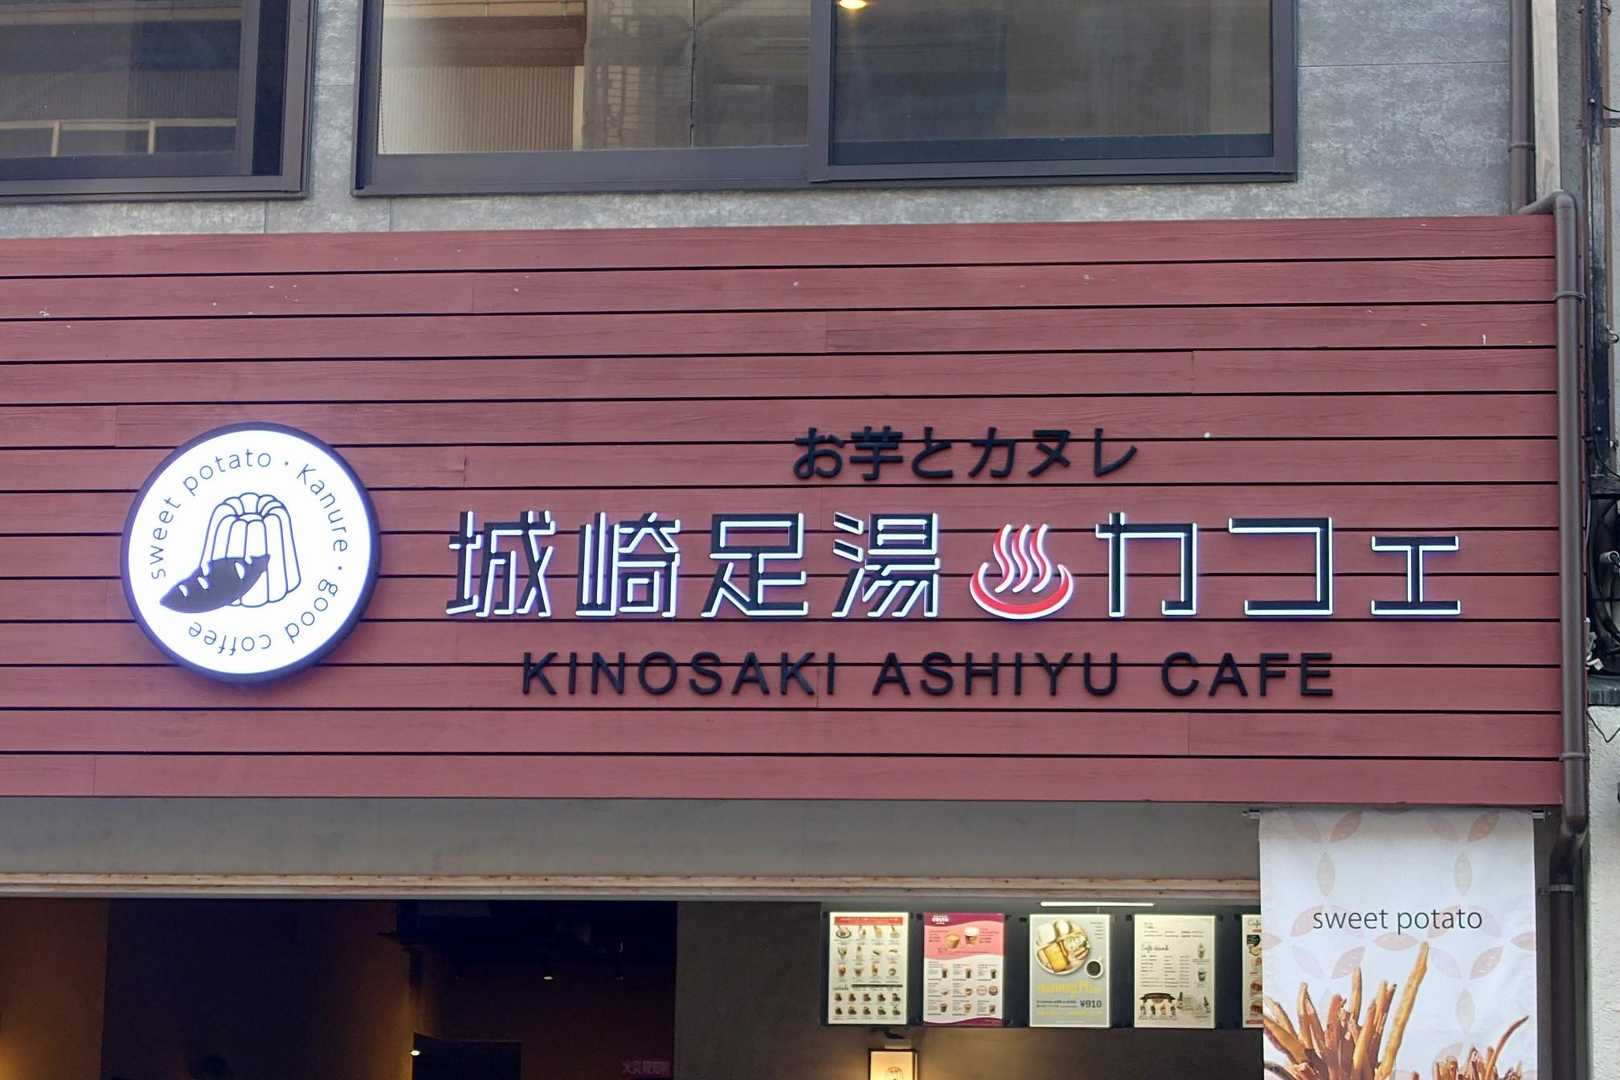 お芋とカヌレ
sweet potato・Kanure・good coffee
城崎足湯♨カフェ
KINOSAKI ASHIYU CAFE
sweet potato
¥910